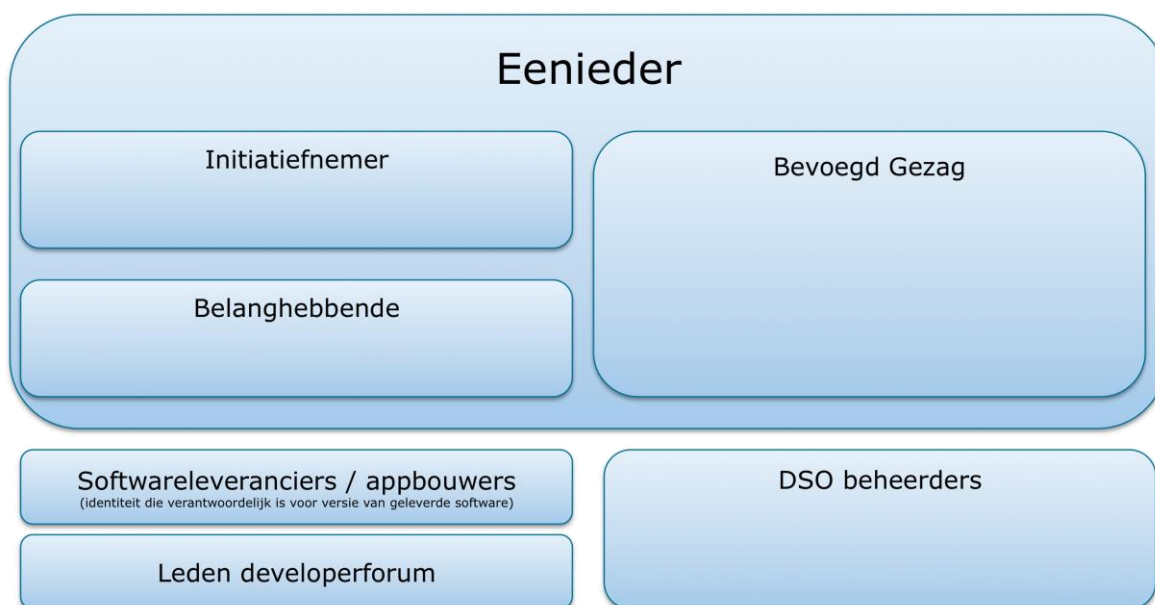 Eenieder
Initiatiefnemer
Bevoegd Gezag
Belanghebbende
Softwareleveranciers / appbouwers
(identiteit die verantwoordelijk is voor versie van geleverde software)
DSO beheerders
Leden developerforum